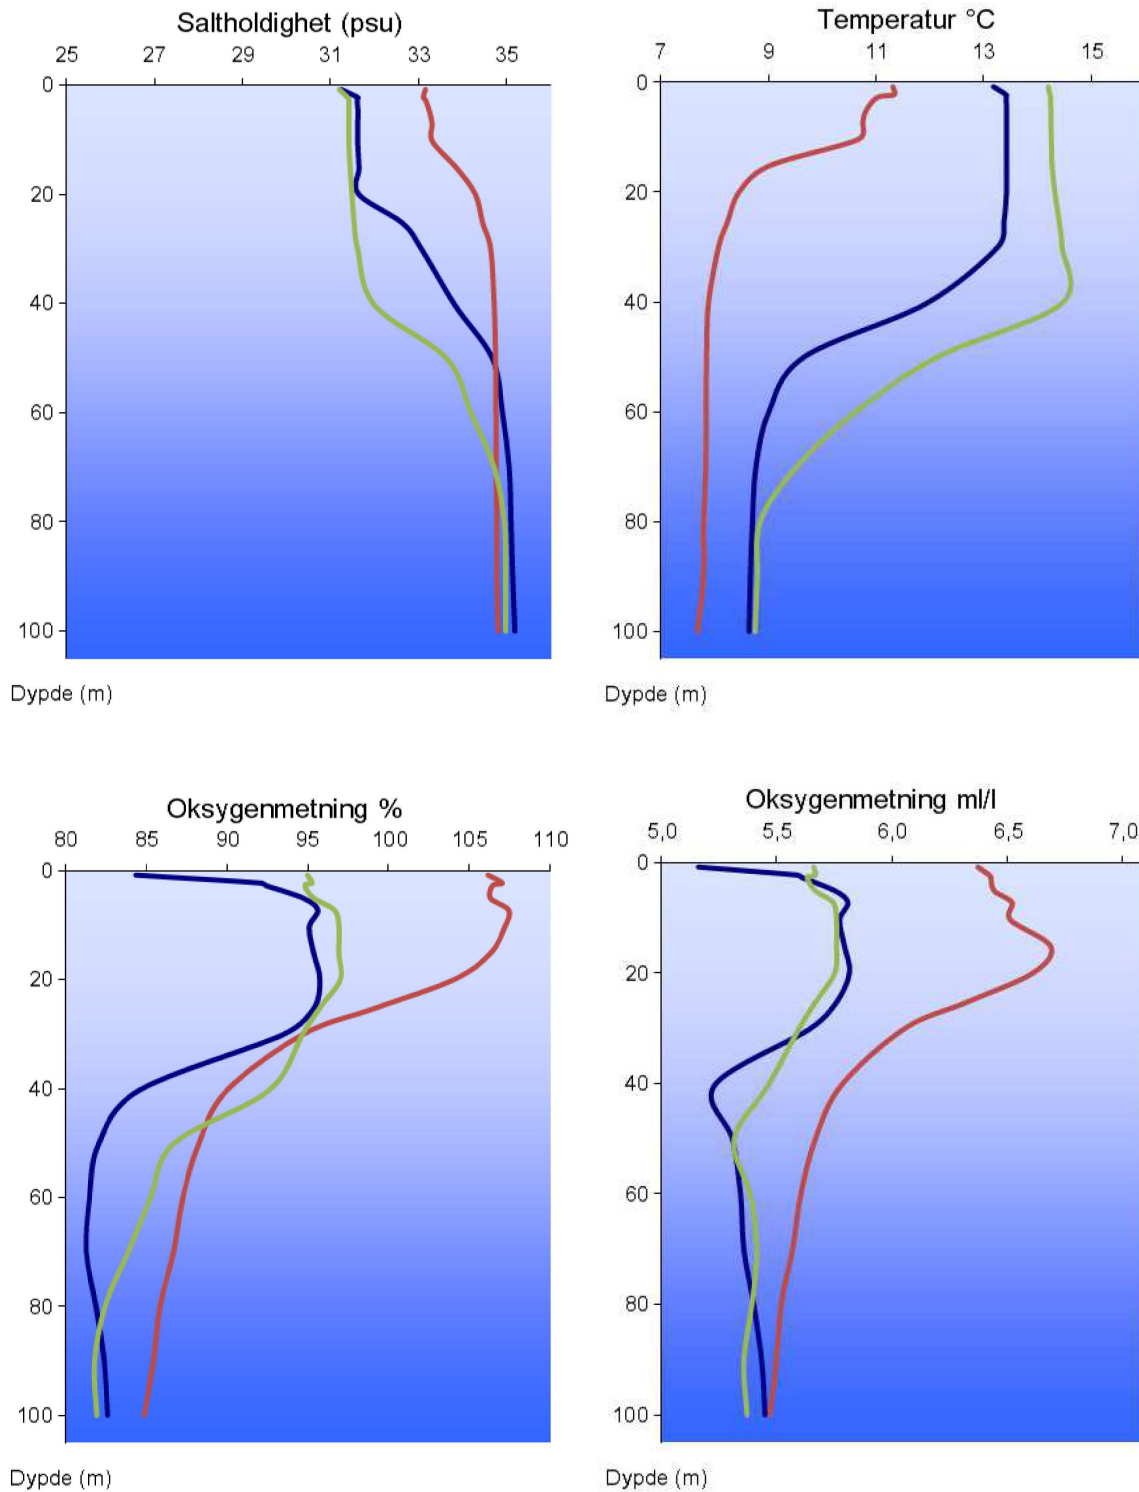 Saltholdighet (psu)
25 27 29 31 33 35
0
20
40
60
80
100
Dypde (m)
Temperatur °C
7 9 11 13 15
0
20
40
60
80
100
Dypde (m)
Oksygenmetning %
80 85 90 95 100 105 110
0
20
40
60
80
100
Dypde (m)
Oksygenmetning ml/l
5,0 5,5 6,0 6,5 7,0
0
20
40
60
80
100
Dypde (m)